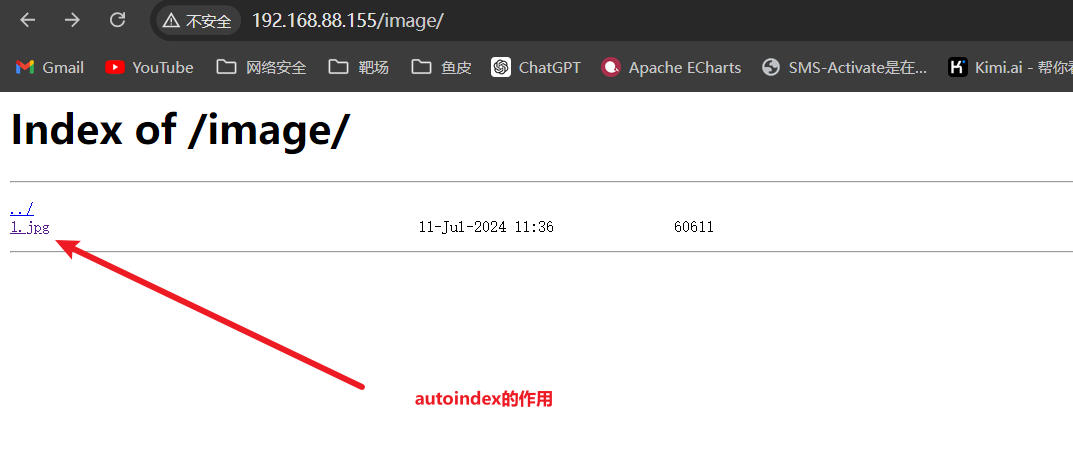 不安全 192.168.88.155/image/
Gmail YouTube 网络安全 靶场 鱼皮 ChatGPT Apache ECharts SMS-Activate是在... Kimi.ai - 帮你
Index of /image/
../
1.jpg 11-Jul-2024 11:36 60611
autoindex的作用